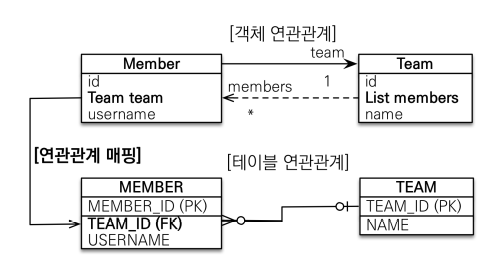 [객체 연관관계]
Member
id
Team team
username
team
1
members
*
Team
id
List members
name
[연관관계 매핑]
[테이블 연관관계]
MEMBER
MEMBER_ID (PK)
TEAM_ID (FK)
USERNAME
TEAM
TEAM_ID (PK)
NAME